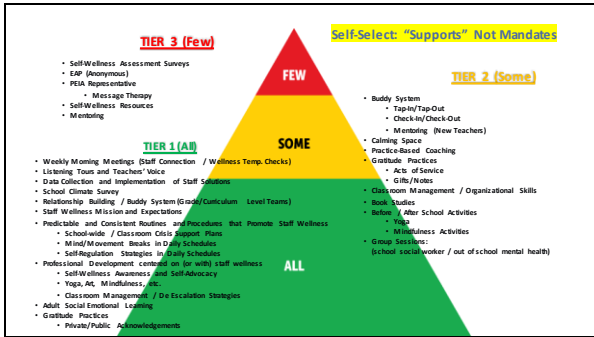 TIER 3 (Few)
• Self-Wellness Assessment Surveys
• EAP (Anonymous)
• PEIA Representative
• Message Therapy
• Self-Wellness Resources
• Mentoring
Self-Select: “Supports” Not Mandates
TIER 2 (Some)
• Buddy System
• Tap-In/Tap-Out
• Check-In/Check-Out
• Mentoring (New Teachers)
• Calming Space
• Practice-Based Coaching
• Gratitude Practices
• Acts of Service
• Gifts/Notes
• Classroom Management / Organizational Skills
• Book Studies
• Before / After School Activities
• Yoga
• Mindfulness Activities
• Group Sessions:
(school social worker / out of school mental health)
TIER 1 (All)
• Weekly Morning Meetings (Staff Connection / Wellness Temp. Checks)
• Listening Tours and Teachers’ Voice
• Data Collection and Implementation of Staff Solutions
• School Climate Survey
• Relationship Building / Buddy System (Grade/Curriculum Level Teams)
• Staff Wellness Mission and Expectations
• Predictable and Consistent Routines and Procedures that Promote Staff Wellness
• School-wide / Classroom Crisis Support Plans
• Mind/Movement Breaks in Daily Schedules
• Self-Regulation Strategies in Daily Schedules
• Professional Development centered on (or with) staff wellness
• Self-Wellness Awareness and Self-Advocacy
• Yoga, Art, Mindfulness, etc.
• Classroom Management / De Escalation Strategies
• Adult Social Emotional Learning
• Gratitude Practices
• Private/Public Acknowledgements
FEW
SOME
ALL